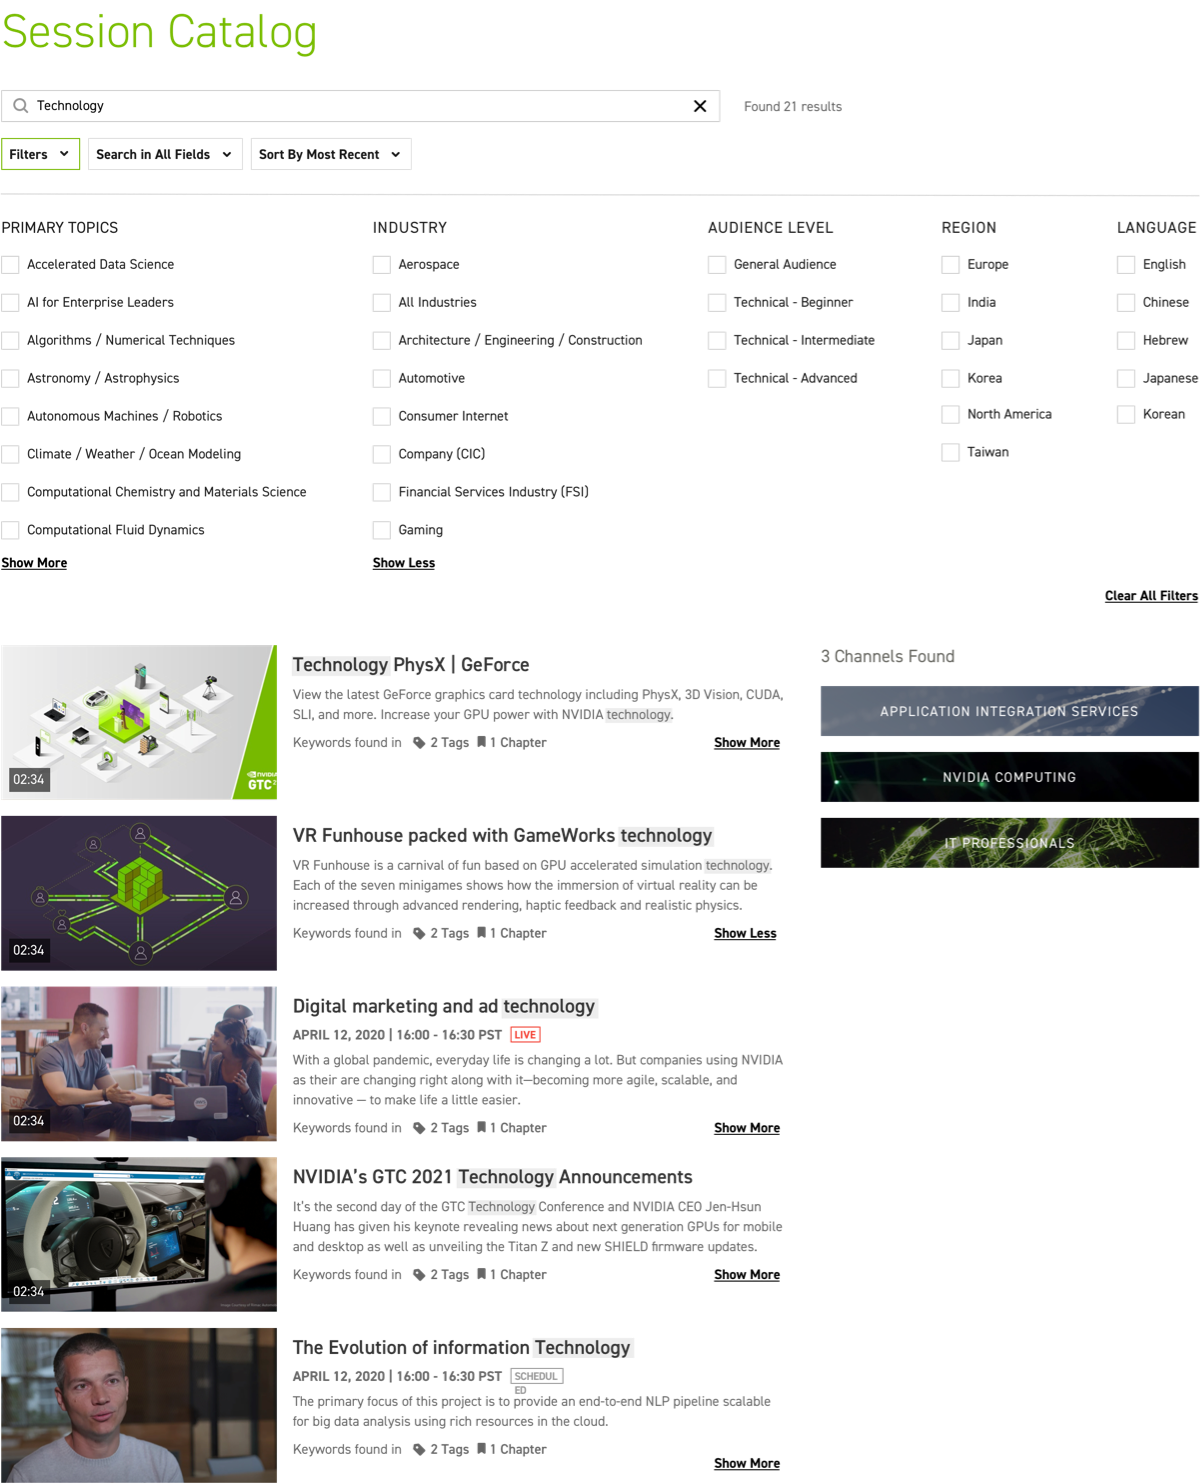 Session Catalog
Technology
Found 21 results
Filters
Search in All Fields
Sort By Most Recent
PRIMARY TOPICS
Accelerated Data Science
AI for Enterprise Leaders
Algorithms / Numerical Techniques
Astronomy / Astrophysics
Autonomous Machines / Robotics
Climate / Weather / Ocean Modeling
Computational Chemistry and Materials Science
Computational Fluid Dynamics
Show More
INDUSTRY
Aerospace
All Industries
Architecture / Engineering / Construction
Automotive
Consumer Internet
Company (CIC)
Financial Services Industry (FSI)
Gaming
Show Less
AUDIENCE LEVEL
General Audience
Technical - Beginner
Technical - Intermediate
Technical - Advanced
REGION
Europe
India
Japan
Korea
North America
Taiwan
LANGUAGE
English
Chinese
Hebrew
Japanese
Korean
Clear All Filters
02:34
NVIDIA
GTC
Technology PhysX | GeForce
View the latest GeForce graphics card technology including PhysX, 3D Vision, CUDA,
SLI, and more. Increase your GPU power with NVIDIA technology.
Keywords found in 2 Tags 1 Chapter
Show More
02:34
VR Funhouse packed with GameWorks technology
VR Funhouse is a carnival of fun based on GPU accelerated simulation technology.
Each of the seven minigames shows how the immersion of virtual reality can be
increased through advanced rendering, haptic feedback and realistic physics.
Keywords found in 2 Tags 1 Chapter
Show Less
02:34
Digital marketing and ad technology
APRIL 12, 2020 | 16:00 - 16:30 PST LIVE
With a global pandemic, everyday life is changing a lot. But companies using NVIDIA
as their are changing right along with it—becoming more agile, scalable, and
innovative — to make life a little easier.
Keywords found in 2 Tags 1 Chapter
Show More
02:34
NVIDIA's GTC 2021 Technology Announcements
It's the second day of the GTC Technology Conference and NVIDIA CEO Jen-Hsun
Huang has given his keynote revealing news about next generation GPUs for mobile
and desktop as well as unveiling the Titan Z and new SHIELD firmware updates.
Keywords found in 2 Tags 1 Chapter
Show More
The Evolution of information Technology
APRIL 12, 2020 | 16:00 - 16:30 PST SCHEDUL
ED
The primary focus of this project is to provide an end-to-end NLP pipeline scalable
for big data analysis using rich resources in the cloud.
Keywords found in 2 Tags 1 Chapter
Show More
3 Channels Found
APPLICATION INTEGRATION SERVICES
NVIDIA COMPUTING
IT PROFESSIONALS